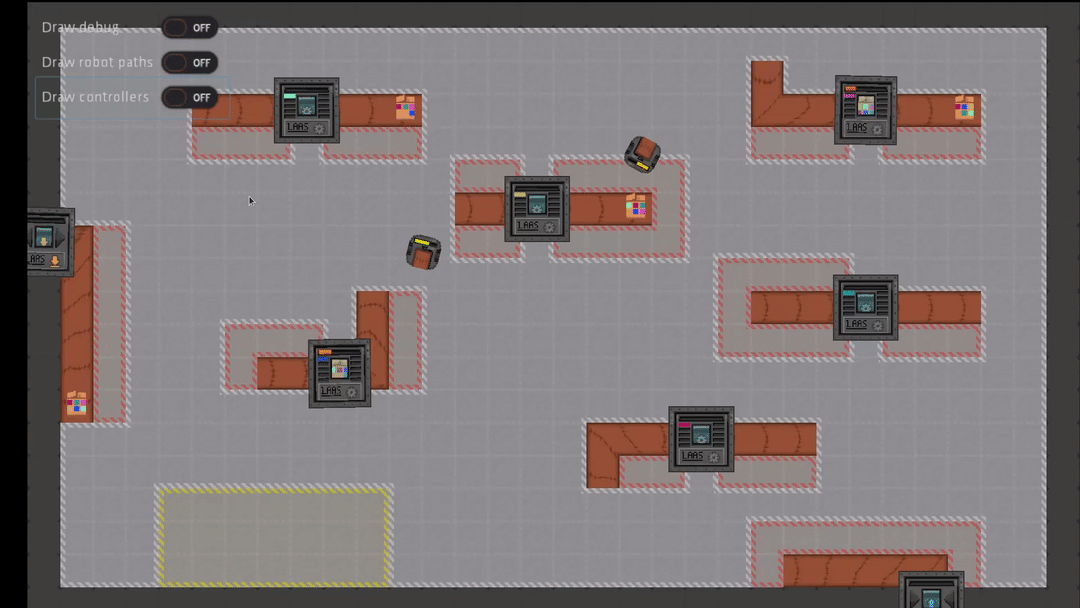 Draw debug OFF
Draw robot paths OFF
Draw controllers OFF
LAAS
LAAS
LAAS
LAAS
LAAS
LAAS
LAAS